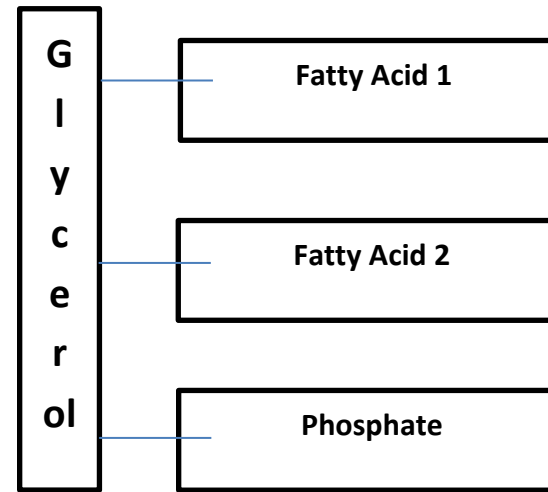 G
l
y
c
e
r
ol
Fatty Acid 1
Fatty Acid 2
Phosphate